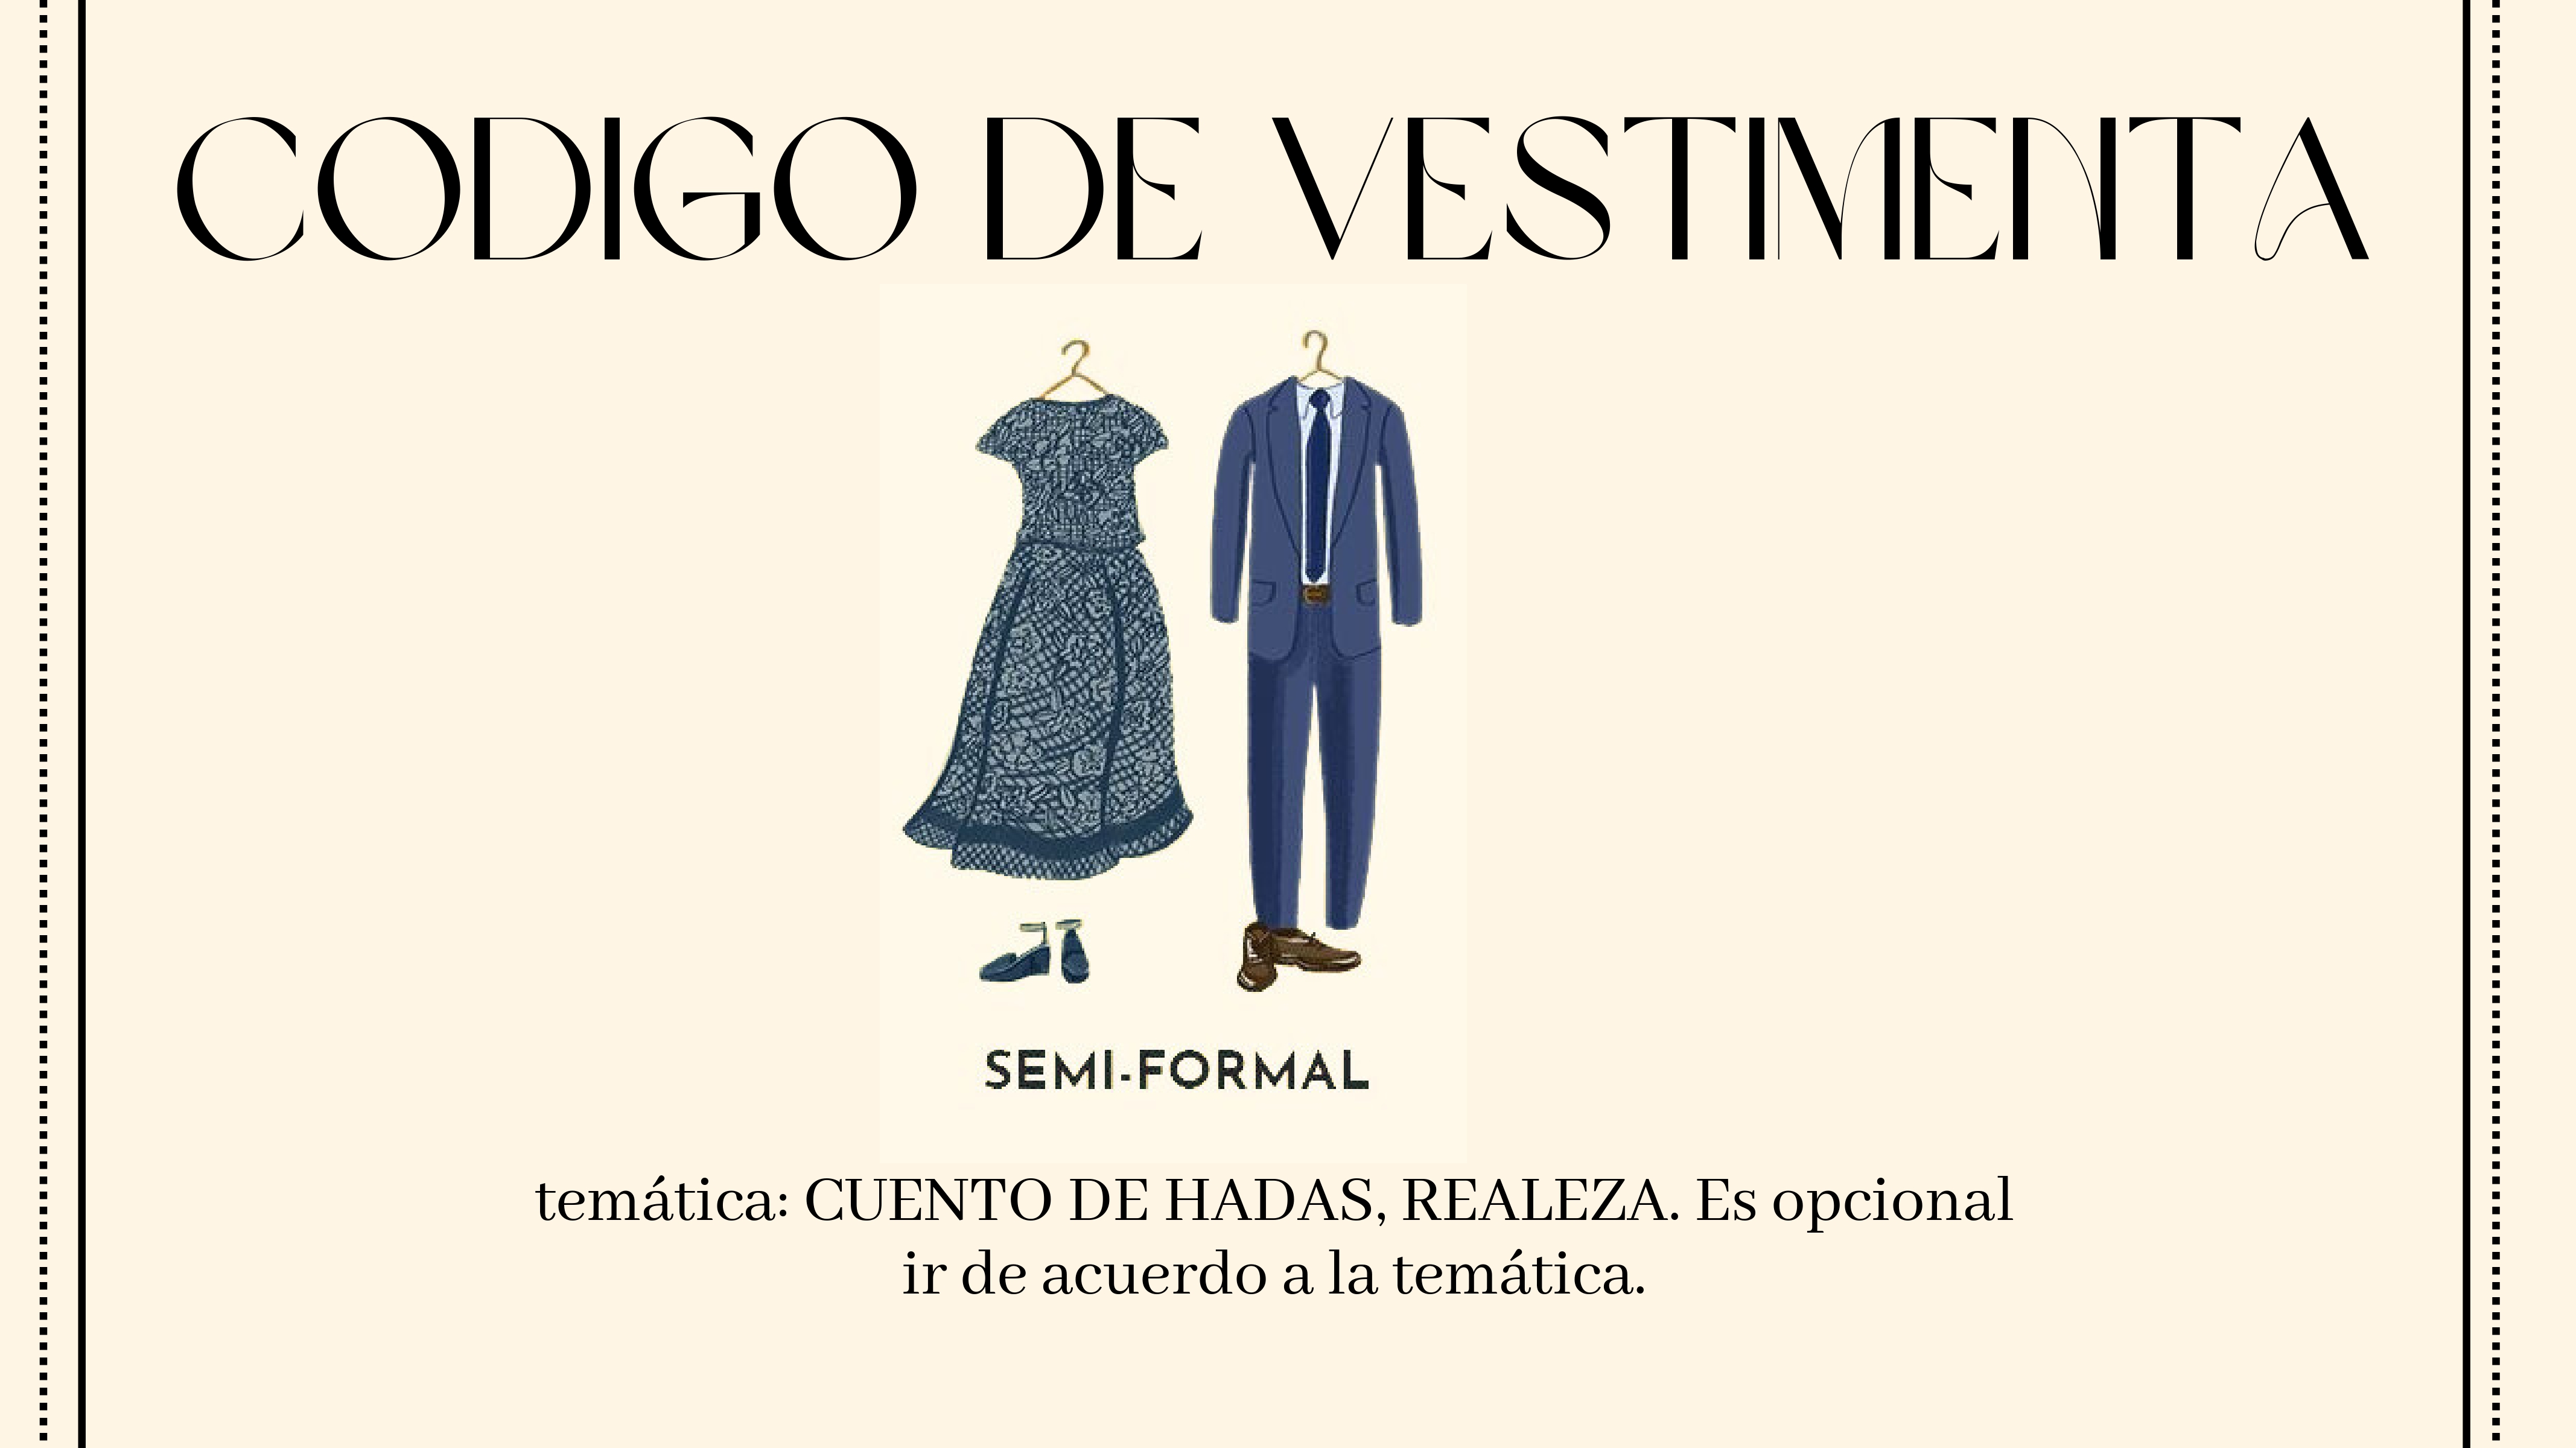 CODIGO DE VESTIMENTA
SEMI-FORMAL
temática: CUENTO DE HADAS, REALEZA. Es opcional
ir de acuerdo a la temática.